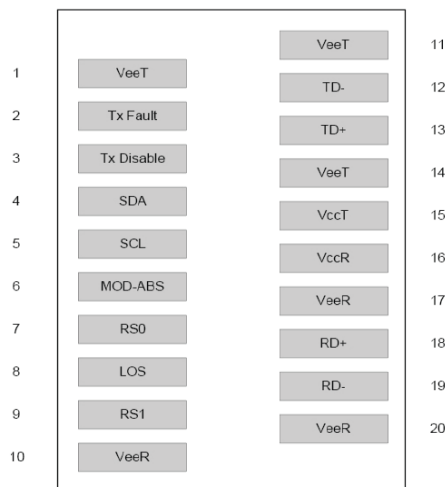 1 VeeT
2 Tx Fault
3 Tx Disable
4 SDA
5 SCL
6 MOD-ABS
7 RS0
8 LOS
9 RS1
10 VeeR
VeeT 11
TD- 12
TD+ 13
VeeT 14
VccT 15
VccR 16
VeeR 17
RD+ 18
RD- 19
VeeR 20